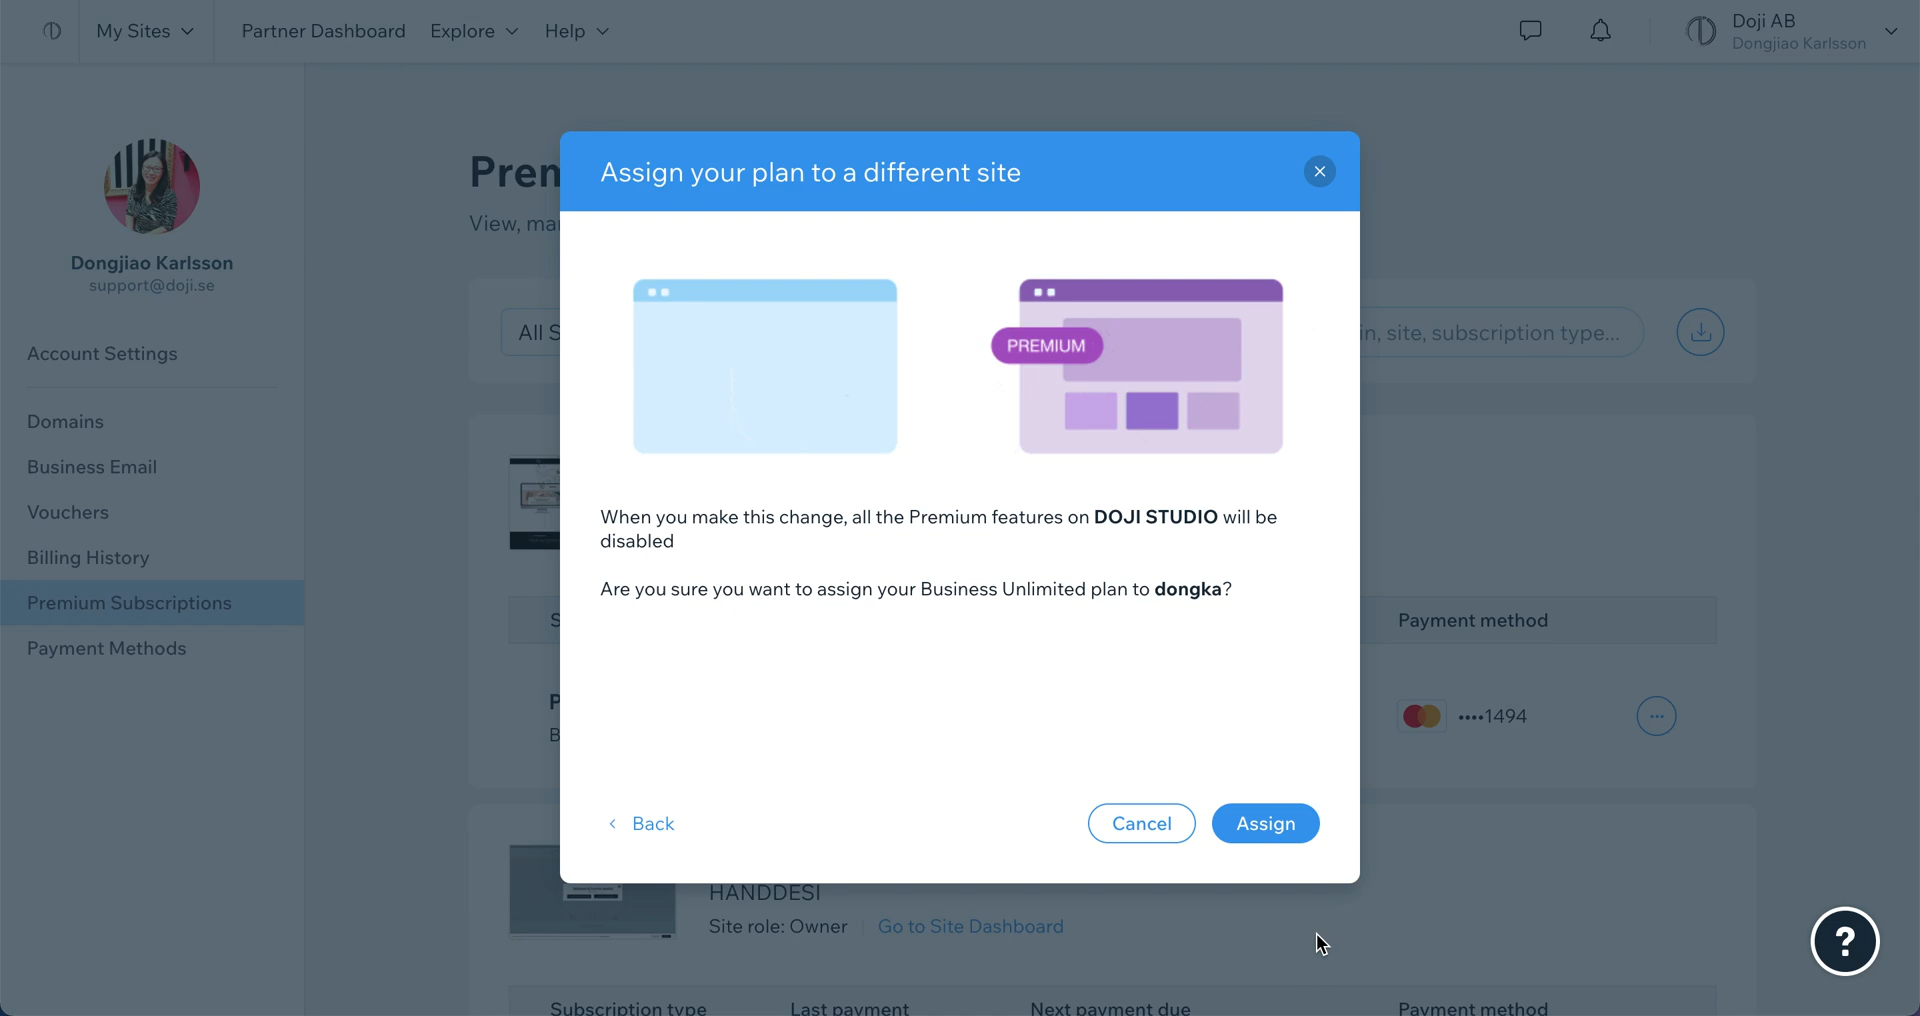 My Sites
Partner Dashboard
Explore
Help
Doji AB
Dongjiao Karlsson
Dongjiao Karlsson
support@doji.se
Account Settings
Domains
Business Email
Vouchers
Billing History
Premium Subscriptions
Payment Methods
Prem
View, ma
All S
in, site, subscription type...
Assign your plan to a different site
PREMIUM
When you make this change, all the Premium features on DOJI STUDIO will be
disabled
Are you sure you want to assign your Business Unlimited plan to dongka?
Back
Cancel
Assign
S
Payment method
P
B
••••1494
HANDDESI
Site role: Owner
Go to Site Dashboard
Subscription type
Last payment
Next payment due
Payment method
?